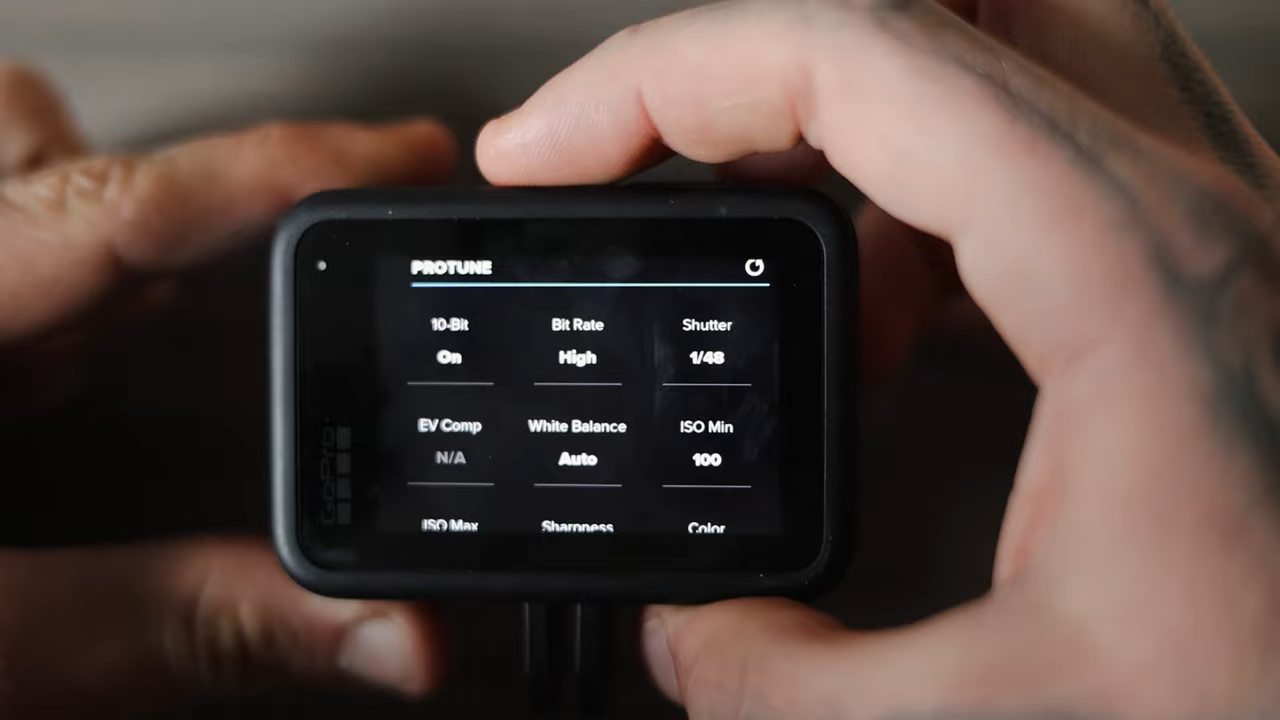 PROTUNE
10-Bit Bit Rate Shutter
On High 1/48
EV Comp White Balance ISO Min
N/A Auto 100
ISO Max Sharpness Color
GoPro